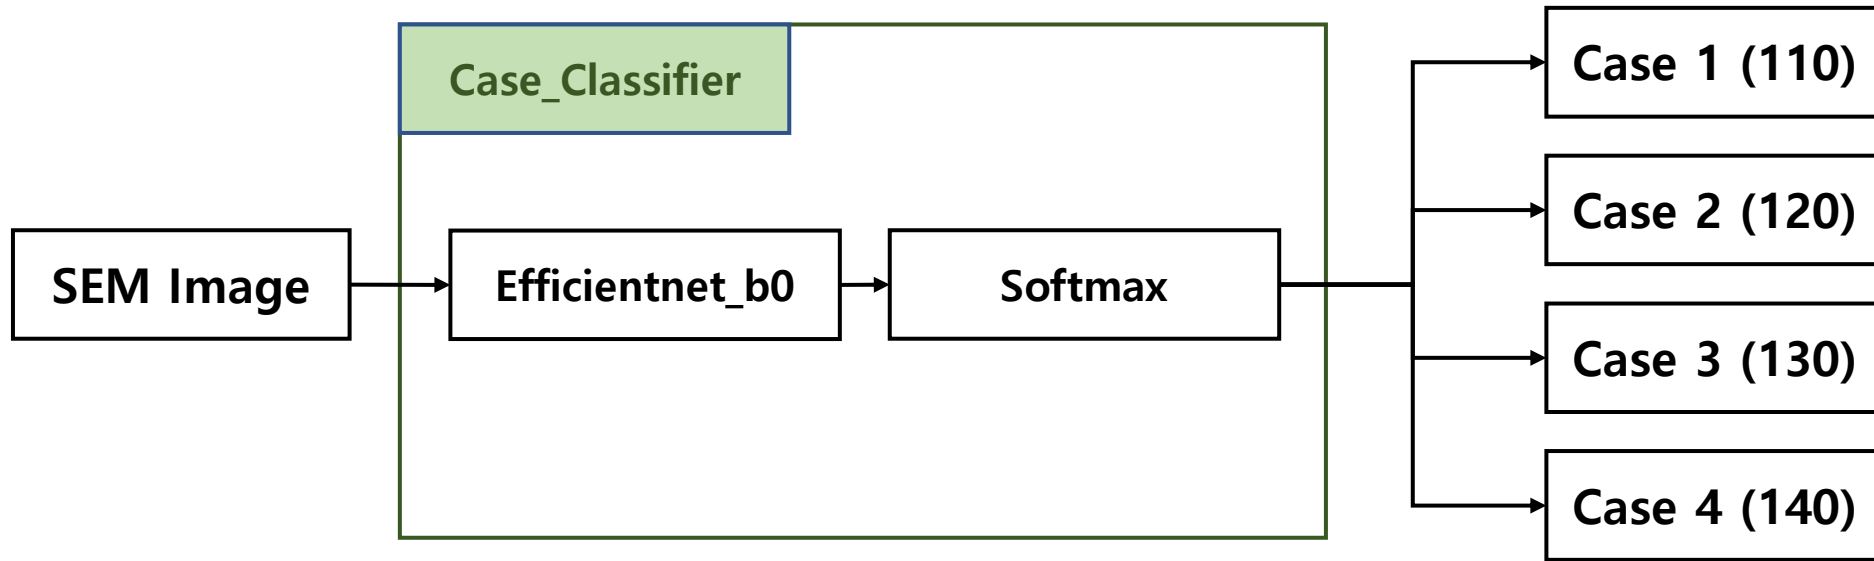 Case_Classifier
SEM Image
Efficientnet_b0
Softmax
Case 1 (110)
Case 2 (120)
Case 3 (130)
Case 4 (140)